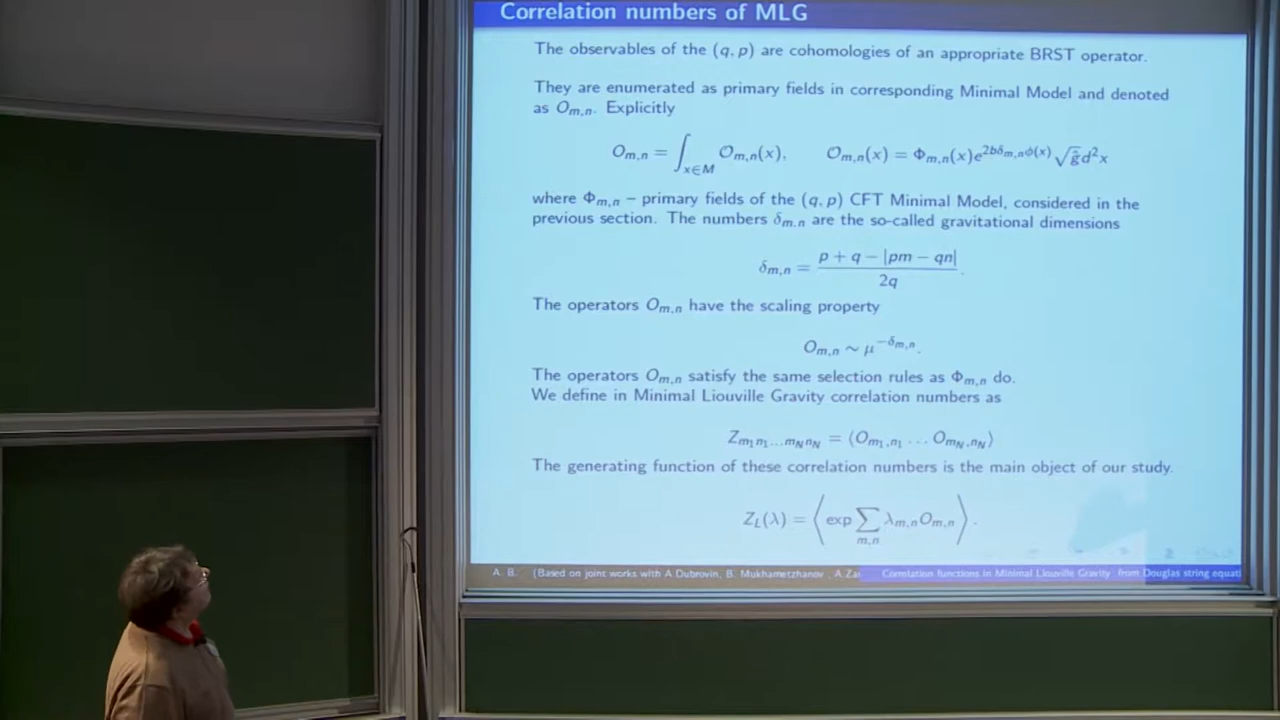 Correlation numbers of MLG
The observables of the (q, p) are cohomologies of an appropriate BRST operator.
They are enumerated as primary fields in corresponding Minimal Model and denoted
as O_{m,n}. Explicitly
O_{m,n} = ∫_{x∈M} O_{m,n}(x),    O_{m,n}(x) = Φ_{m,n}(x)e^{2bδ_{m,n}φ(x)} √ĝ d²x
where Φ_{m,n} – primary fields of the (q, p) CFT Minimal Model, considered in the
previous section. The numbers δ_{m,n} are the so-called gravitational dimensions
δ_{m,n} = (p + q − |pm − qn|) / 2q .
The operators O_{m,n} have the scaling property
O_{m,n} ∼ μ^{−δ_{m,n}}.
The operators O_{m,n} satisfy the same selection rules as Φ_{m,n} do.
We define in Minimal Liouville Gravity correlation numbers as
Z_{m₁n₁...m_N n_N} = ⟨O_{m₁,n₁} ... O_{m_N,n_N}⟩
The generating function of these correlation numbers is the main object of our study.
Z_L(λ) = ⟨exp ∑_{m,n} λ_{m,n}O_{m,n}⟩ .
A. B. (Based on joint works with A Dubrovin, B. Mukhametzhanov , A.Za
Correlation functions in Minimal Liouville Gravity from Douglas string equati